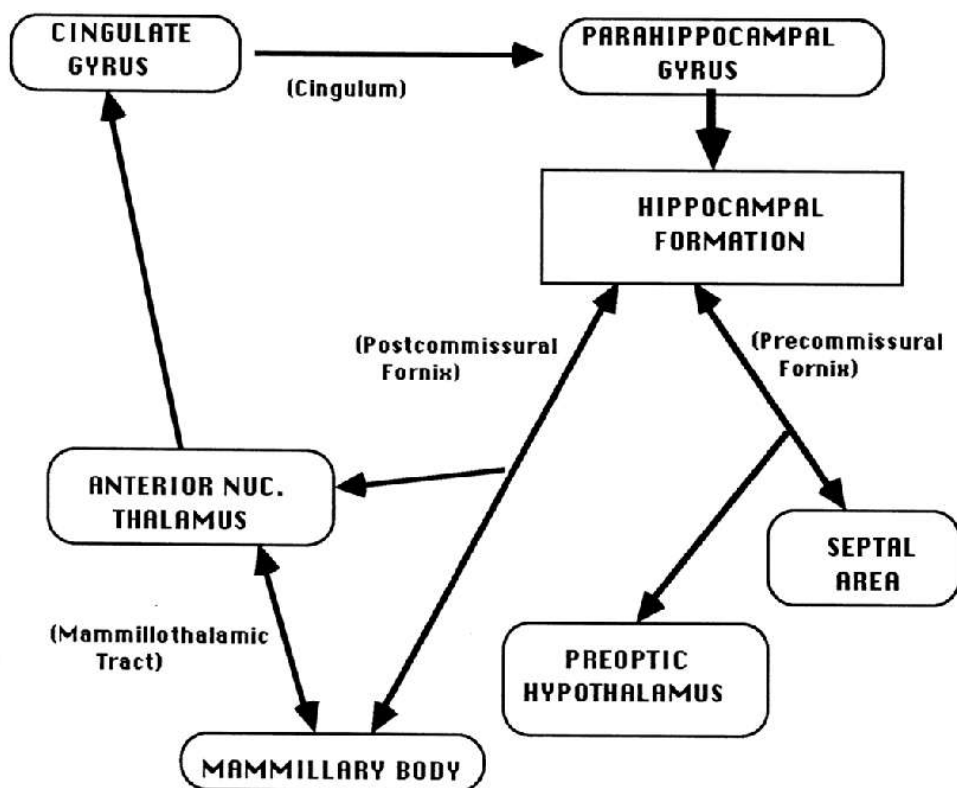 CINGULATE
GYRUS
(Cingulum)
PARAHIPPOCAMPAL
GYRUS
HIPPOCAMPAL
FORMATION
(Postcommissural
Fornix)
(Precommissural
Fornix)
ANTERIOR NUC.
THALAMUS
SEPTAL
AREA
(Mammillothalamic
Tract)
PREOPTIC
HYPOTHALAMUS
MAMMILLARY BODY